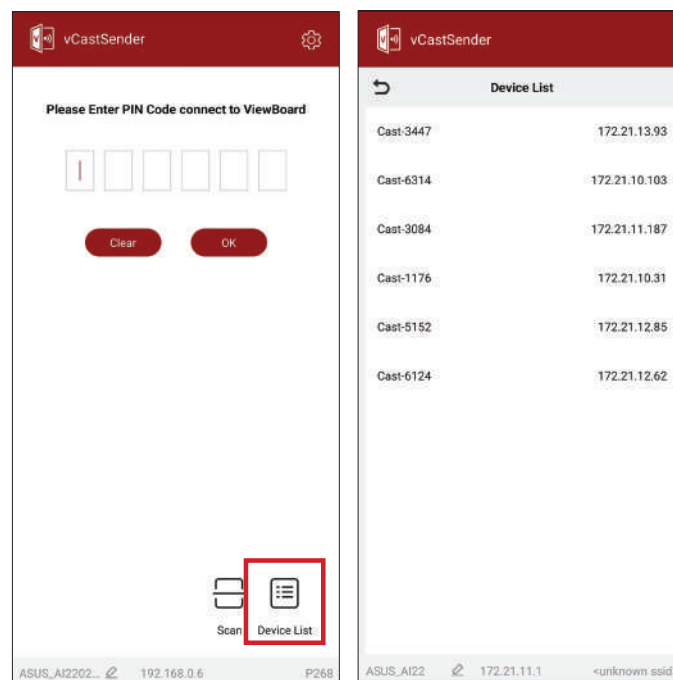 vCastSender
Please Enter PIN Code connect to ViewBoard
Clear
OK
Scan
Device List
ASUS_AI2202...
192.168.0.6
P268
vCastSender
Device List
Cast-3447
172.21.13.93
Cast-6314
172.21.10.103
Cast-3084
172.21.11.187
Cast-1176
172.21.10.31
Cast-5152
172.21.12.85
Cast-6124
172.21.12.62
ASUS_AI22
172.21.11.1
<unknown ssid